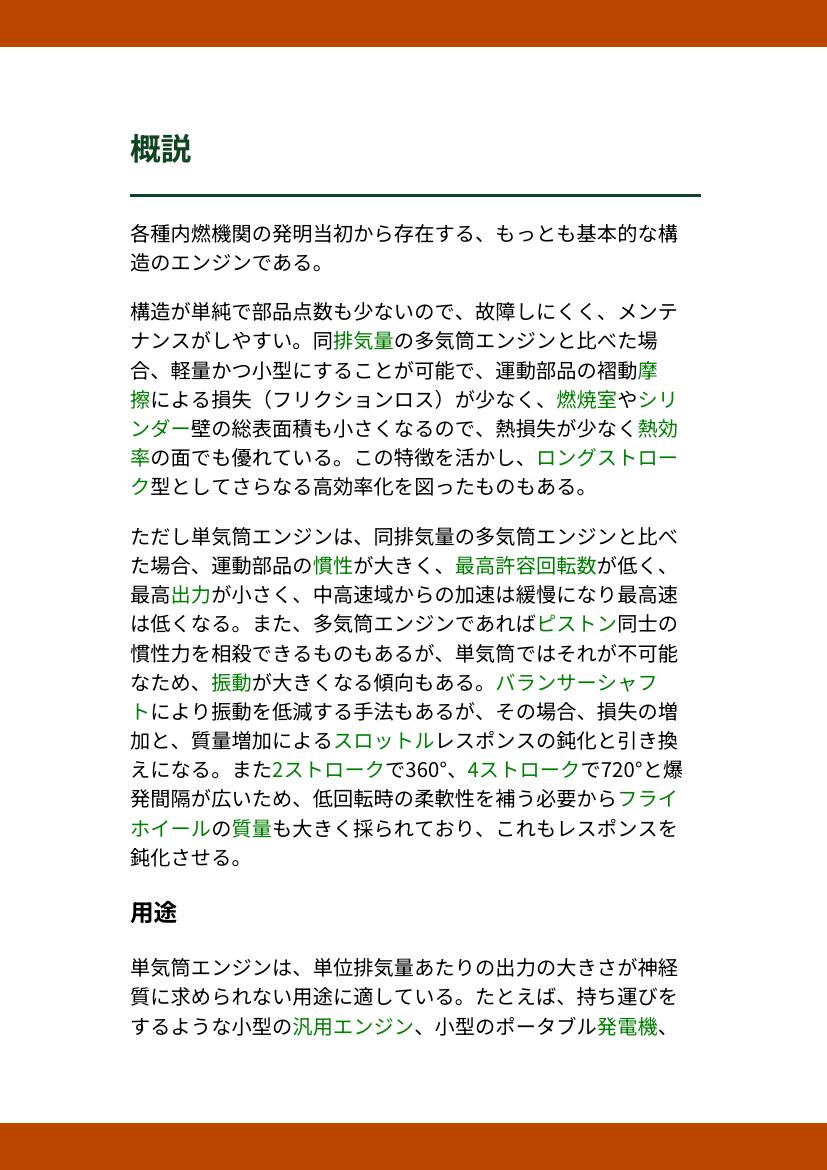 概説
各種内燃機関の発明当初から存在する、もっとも基本的な構
造のエンジンである。
構造が単純で部品点数も少ないので、故障しにくく、メンテ
ナンスがしやすい。同排気量の多気筒エンジンと比べた場
合、軽量かつ小型にすることが可能で、運動部品の褶動摩
擦による損失（フリクションロス）が少なく、燃焼室やシリ
ンダー壁の総表面積も小さくなるので、熱損失が少なく熱効
率の面でも優れている。この特徴を活かし、ロングストロー
ク型としてさらなる高効率化を図ったものもある。
ただし単気筒エンジンは、同排気量の多気筒エンジンと比べ
た場合、運動部品の慣性が大きく、最高許容回転数が低く、
最高出力が小さく、中高速域からの加速は緩慢になり最高速
は低くなる。また、多気筒エンジンであればピストン同士の
慣性力を相殺できるものもあるが、単気筒ではそれが不可能
なため、振動が大きくなる傾向もある。バランサーシャフ
トにより振動を低減する手法もあるが、その場合、損失の増
加と、質量増加によるスロットルレスポンスの鈍化と引き換
えになる。また2ストロークで360°、4ストロークで720°と爆
発間隔が広いため、低回転時の柔軟性を補う必要からフライ
ホイールの質量も大きく採られており、これもレスポンスを
鈍化させる。
用途
単気筒エンジンは、単位排気量あたりの出力の大きさが神経
質に求められない用途に適している。たとえば、持ち運びを
するような小型の汎用エンジン、小型のポータブル発電機、